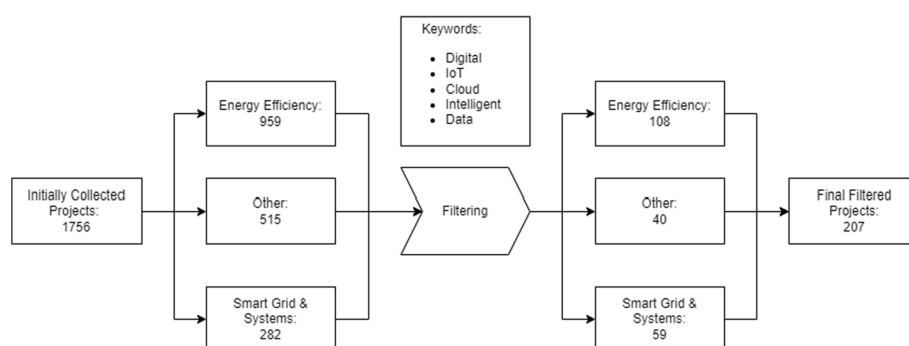 Initially Collected
Projects:
1756
Energy Efficiency:
959
Other:
515
Smart Grid &
Systems:
282
Keywords:
• Digital
• IoT
• Cloud
• Intelligent
• Data
Filtering
Energy Efficiency:
108
Other:
40
Smart Grid &
Systems:
59
Final Filtered
Projects:
207